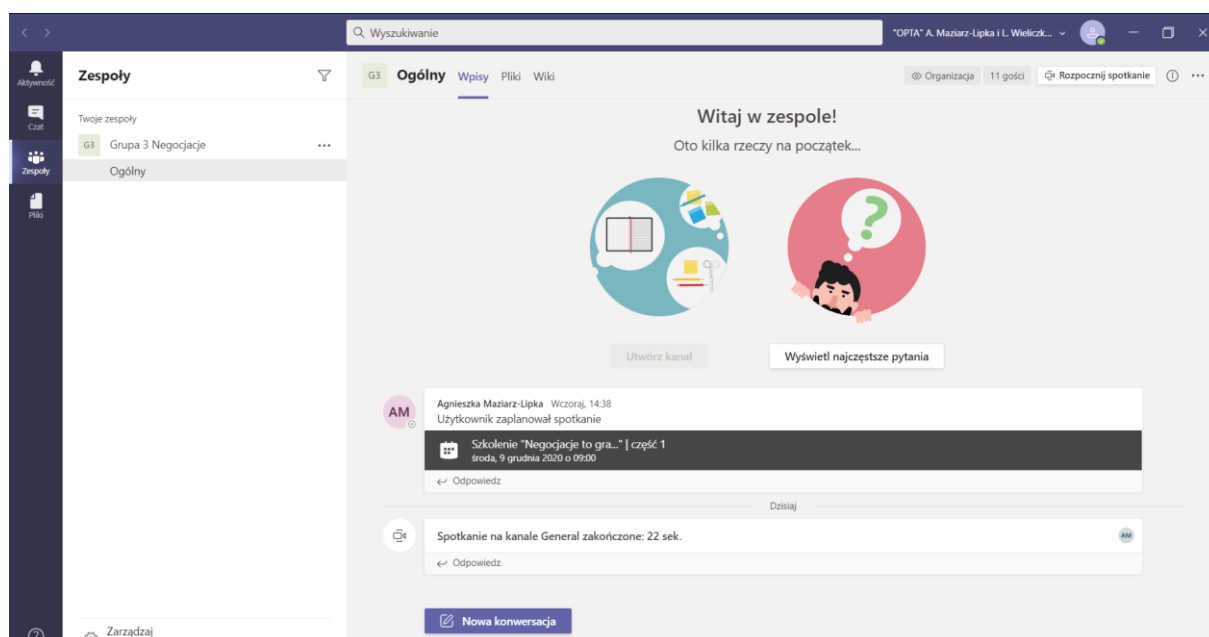 Wyszukiwanie
"OPTA" A. Maziarz-Lipka i L. Wieliczk...
Aktywność
Czat
Zespoły
Pliki
Zespoły
Twoje zespoły
G3 Grupa 3 Negocjacje
Ogólny
Zarządzaj
G3 Ogólny Wpisy Pliki Wiki
Organizacja 11 gości Rozpocznij spotkanie
Witaj w zespole!
Oto kilka rzeczy na początek...
Utwórz kanał
Wyświetl najczęstsze pytania
AM
Agnieszka Maziarz-Lipka Wczoraj, 14:38
Użytkownik zaplanował spotkanie
Szkolenie "Negocjacje to gra..." | część 1
środa, 9 grudnia 2020 o 09:00
Odpowiedz
Dzisiaj
Spotkanie na kanale General zakończone: 22 sek.
AM
Odpowiedz
Nowa konwersacja